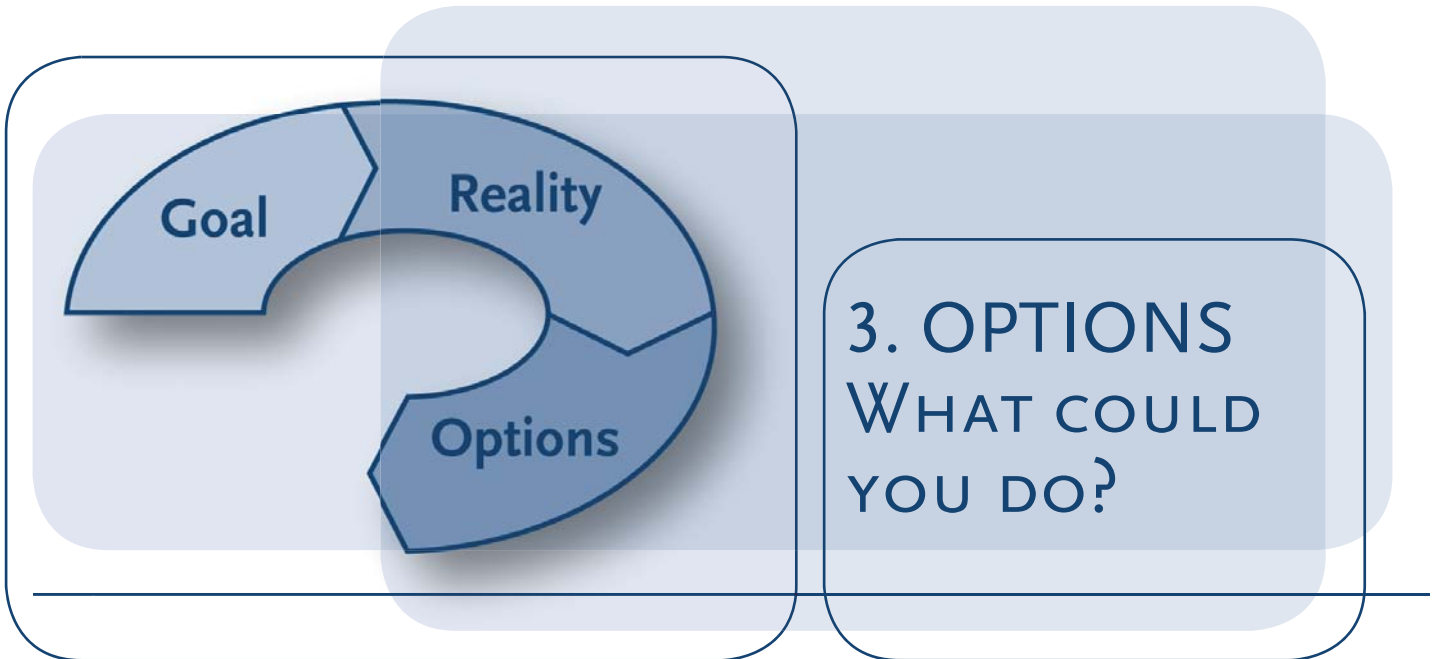 Goal
Reality
Options
3. OPTIONS
WHAT COULD
YOU DO?